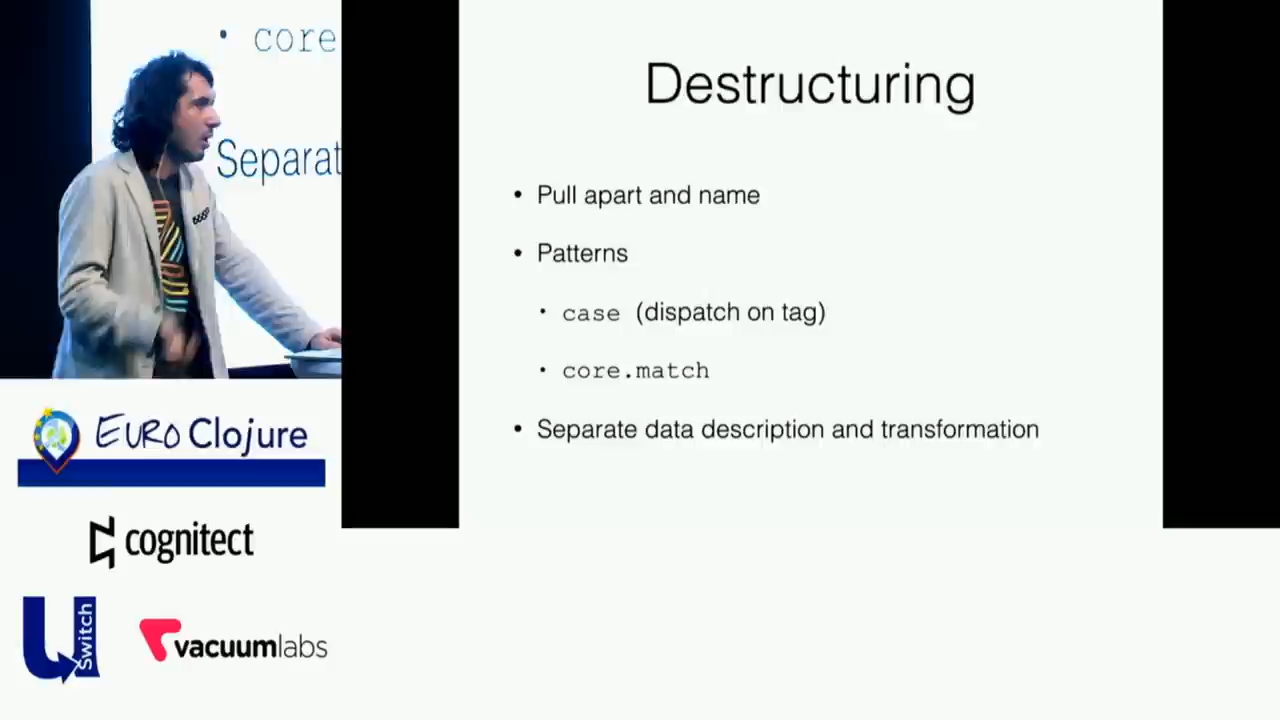 • core
Separat
Destructuring
• Pull apart and name
• Patterns
• case (dispatch on tag)
• core.match
• Separate data description and transformation
EURO Clojure
cognitect
U Switch
vacuumlabs